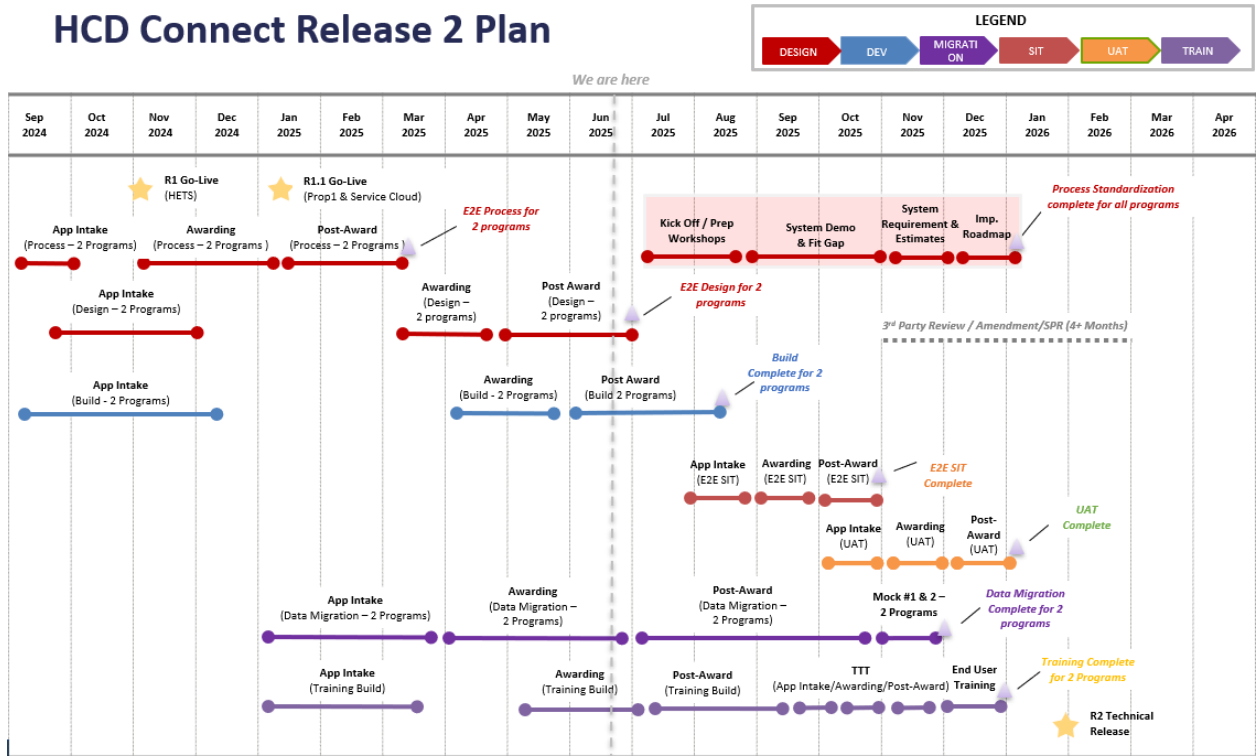 HCD Connect Release 2 Plan
LEGEND
DESIGN
DEV
MIGRATI
ON
SIT
UAT
TRAIN
We are here
Sep
2024
Oct
2024
Nov
2024
Dec
2024
Jan
2025
Feb
2025
Mar
2025
Apr
2025
May
2025
Jun
2025
Jul
2025
Aug
2025
Sep
2025
Oct
2025
Nov
2025
Dec
2025
Jan
2026
Feb
2026
Mar
2026
Apr
2026
R1 Go-Live
(HETS)
R1.1 Go-Live
(Prop1 & Service Cloud)
App Intake
(Process – 2 Programs)
Awarding
(Process – 2 Programs )
Post-Award
(Process – 2 Programs )
E2E Process for
2 programs
Kick Off / Prep
Workshops
System Demo
& Fit Gap
System
Requirement &
Estimates
Imp.
Roadmap
Process Standardization
complete for all programs
App Intake
(Design – 2 Programs)
Awarding
(Design –
2 programs)
Post Award
(Design –
2 programs)
E2E Design for 2
programs
3rd Party Review / Amendment/SPR (4+ Months)
App Intake
(Build - 2 Programs)
Awarding
(Build - 2 Programs)
Post Award
(Build 2 Programs)
Build
Complete for 2
programs
App Intake
(E2E SIT)
Awarding
(E2E SIT)
Post-Award
(E2E SIT)
E2E SIT
Complete
App Intake
(UAT)
Awarding
(UAT)
Post-
Award
(UAT)
UAT
Complete
App Intake
(Data Migration – 2 Programs)
Awarding
(Data Migration –
2 Programs)
Post-Award
(Data Migration –
2 Programs)
Mock #1 & 2 –
2 Programs
Data Migration
Complete for 2
programs
App Intake
(Training Build)
Awarding
(Training Build)
Post-Award
(Training Build)
TTT
(App Intake/Awarding/Post-Award)
End User
Training
Training Complete
for 2 Programs
R2 Technical
Release